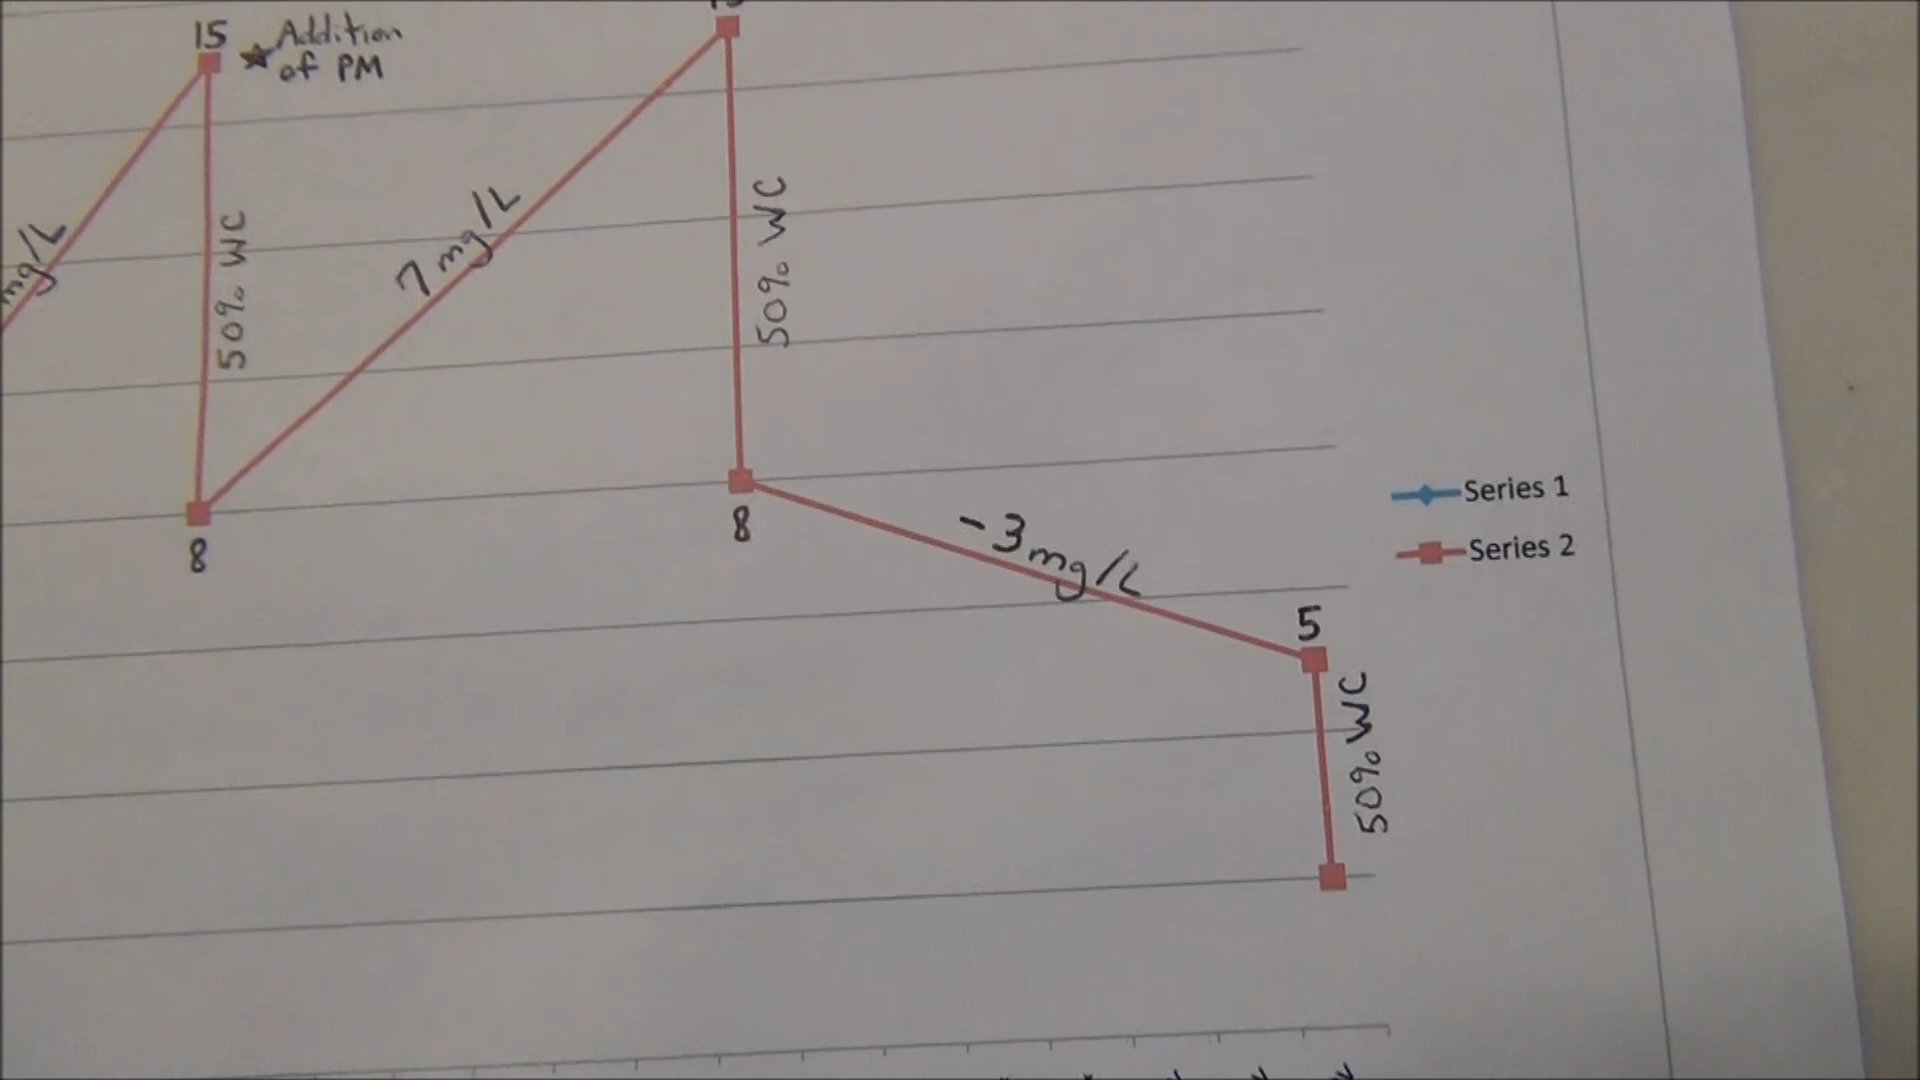 15
★ Addition
of PM
mg/L
50% WC
7 mg/L
50% WC
8
8
-3 mg/L
5
50% WC
Series 1
Series 2